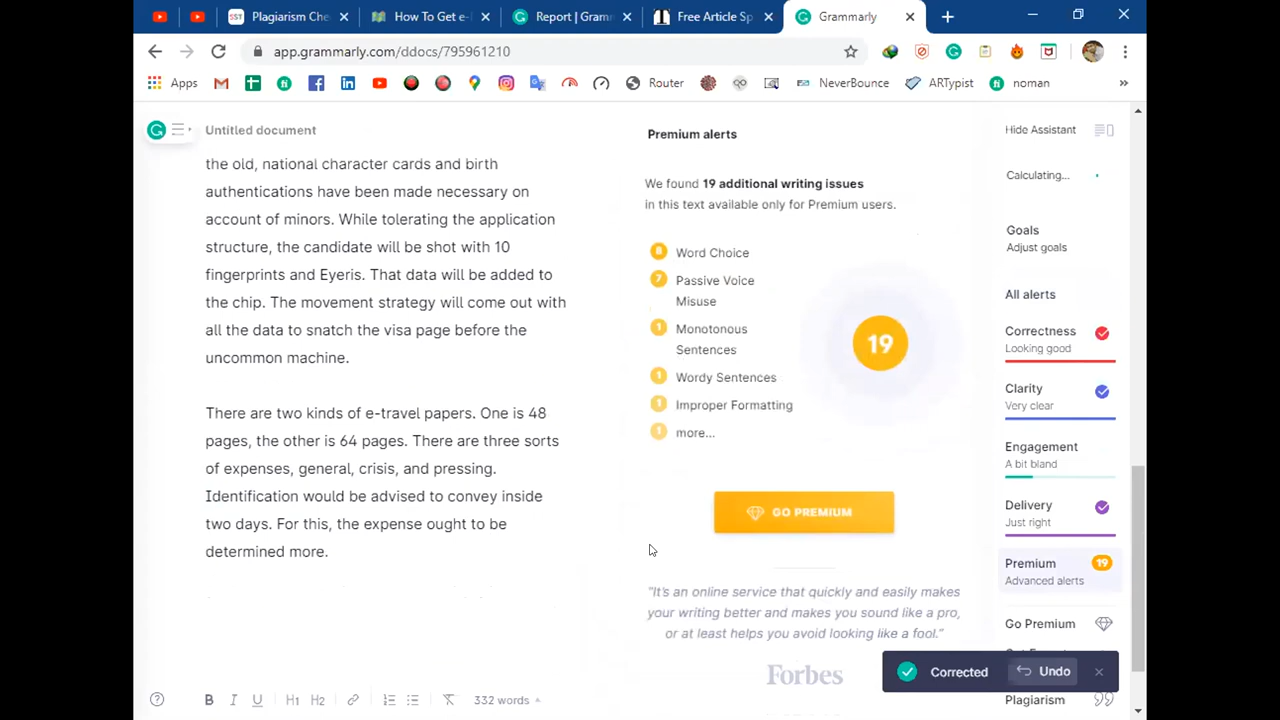 Plagiarism Che
How To Get e-
Report | Gramm
Free Article Sp
Grammarly
app.grammarly.com/ddocs/795961210
Apps
Router
NeverBounce
ARTypist
noman
Untitled document
the old, national character cards and birth
authentications have been made necessary on
account of minors. While tolerating the application
structure, the candidate will be shot with 10
fingerprints and Eyeris. That data will be added to
the chip. The movement strategy will come out with
all the data to snatch the visa page before the
uncommon machine.
There are two kinds of e-travel papers. One is 48
pages, the other is 64 pages. There are three sorts
of expenses, general, crisis, and pressing.
Identification would be advised to convey inside
two days. For this, the expense ought to be
determined more.
B I U H1 H2
332 words
Premium alerts
We found 19 additional writing issues
in this text available only for Premium users.
8 Word Choice
7 Passive Voice
Misuse
1 Monotonous
Sentences
1 Wordy Sentences
1 Improper Formatting
1 more...
19
GO PREMIUM
"It's an online service that quickly and easily makes
your writing better and makes you sound like a pro,
or at least helps you avoid looking like a fool."
Forbes
Hide Assistant
Calculating...
Goals
Adjust goals
All alerts
Correctness
Looking good
Clarity
Very clear
Engagement
A bit bland
Delivery
Just right
Premium 19
Advanced alerts
Go Premium
Corrected
Undo
Plagiarism